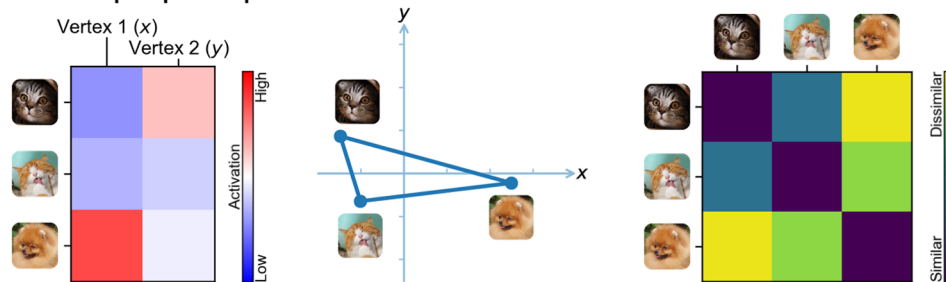 Vertex 1 (x)
Vertex 2 (y)
High
Activation
Low
y
x
Dissimilar
Similar